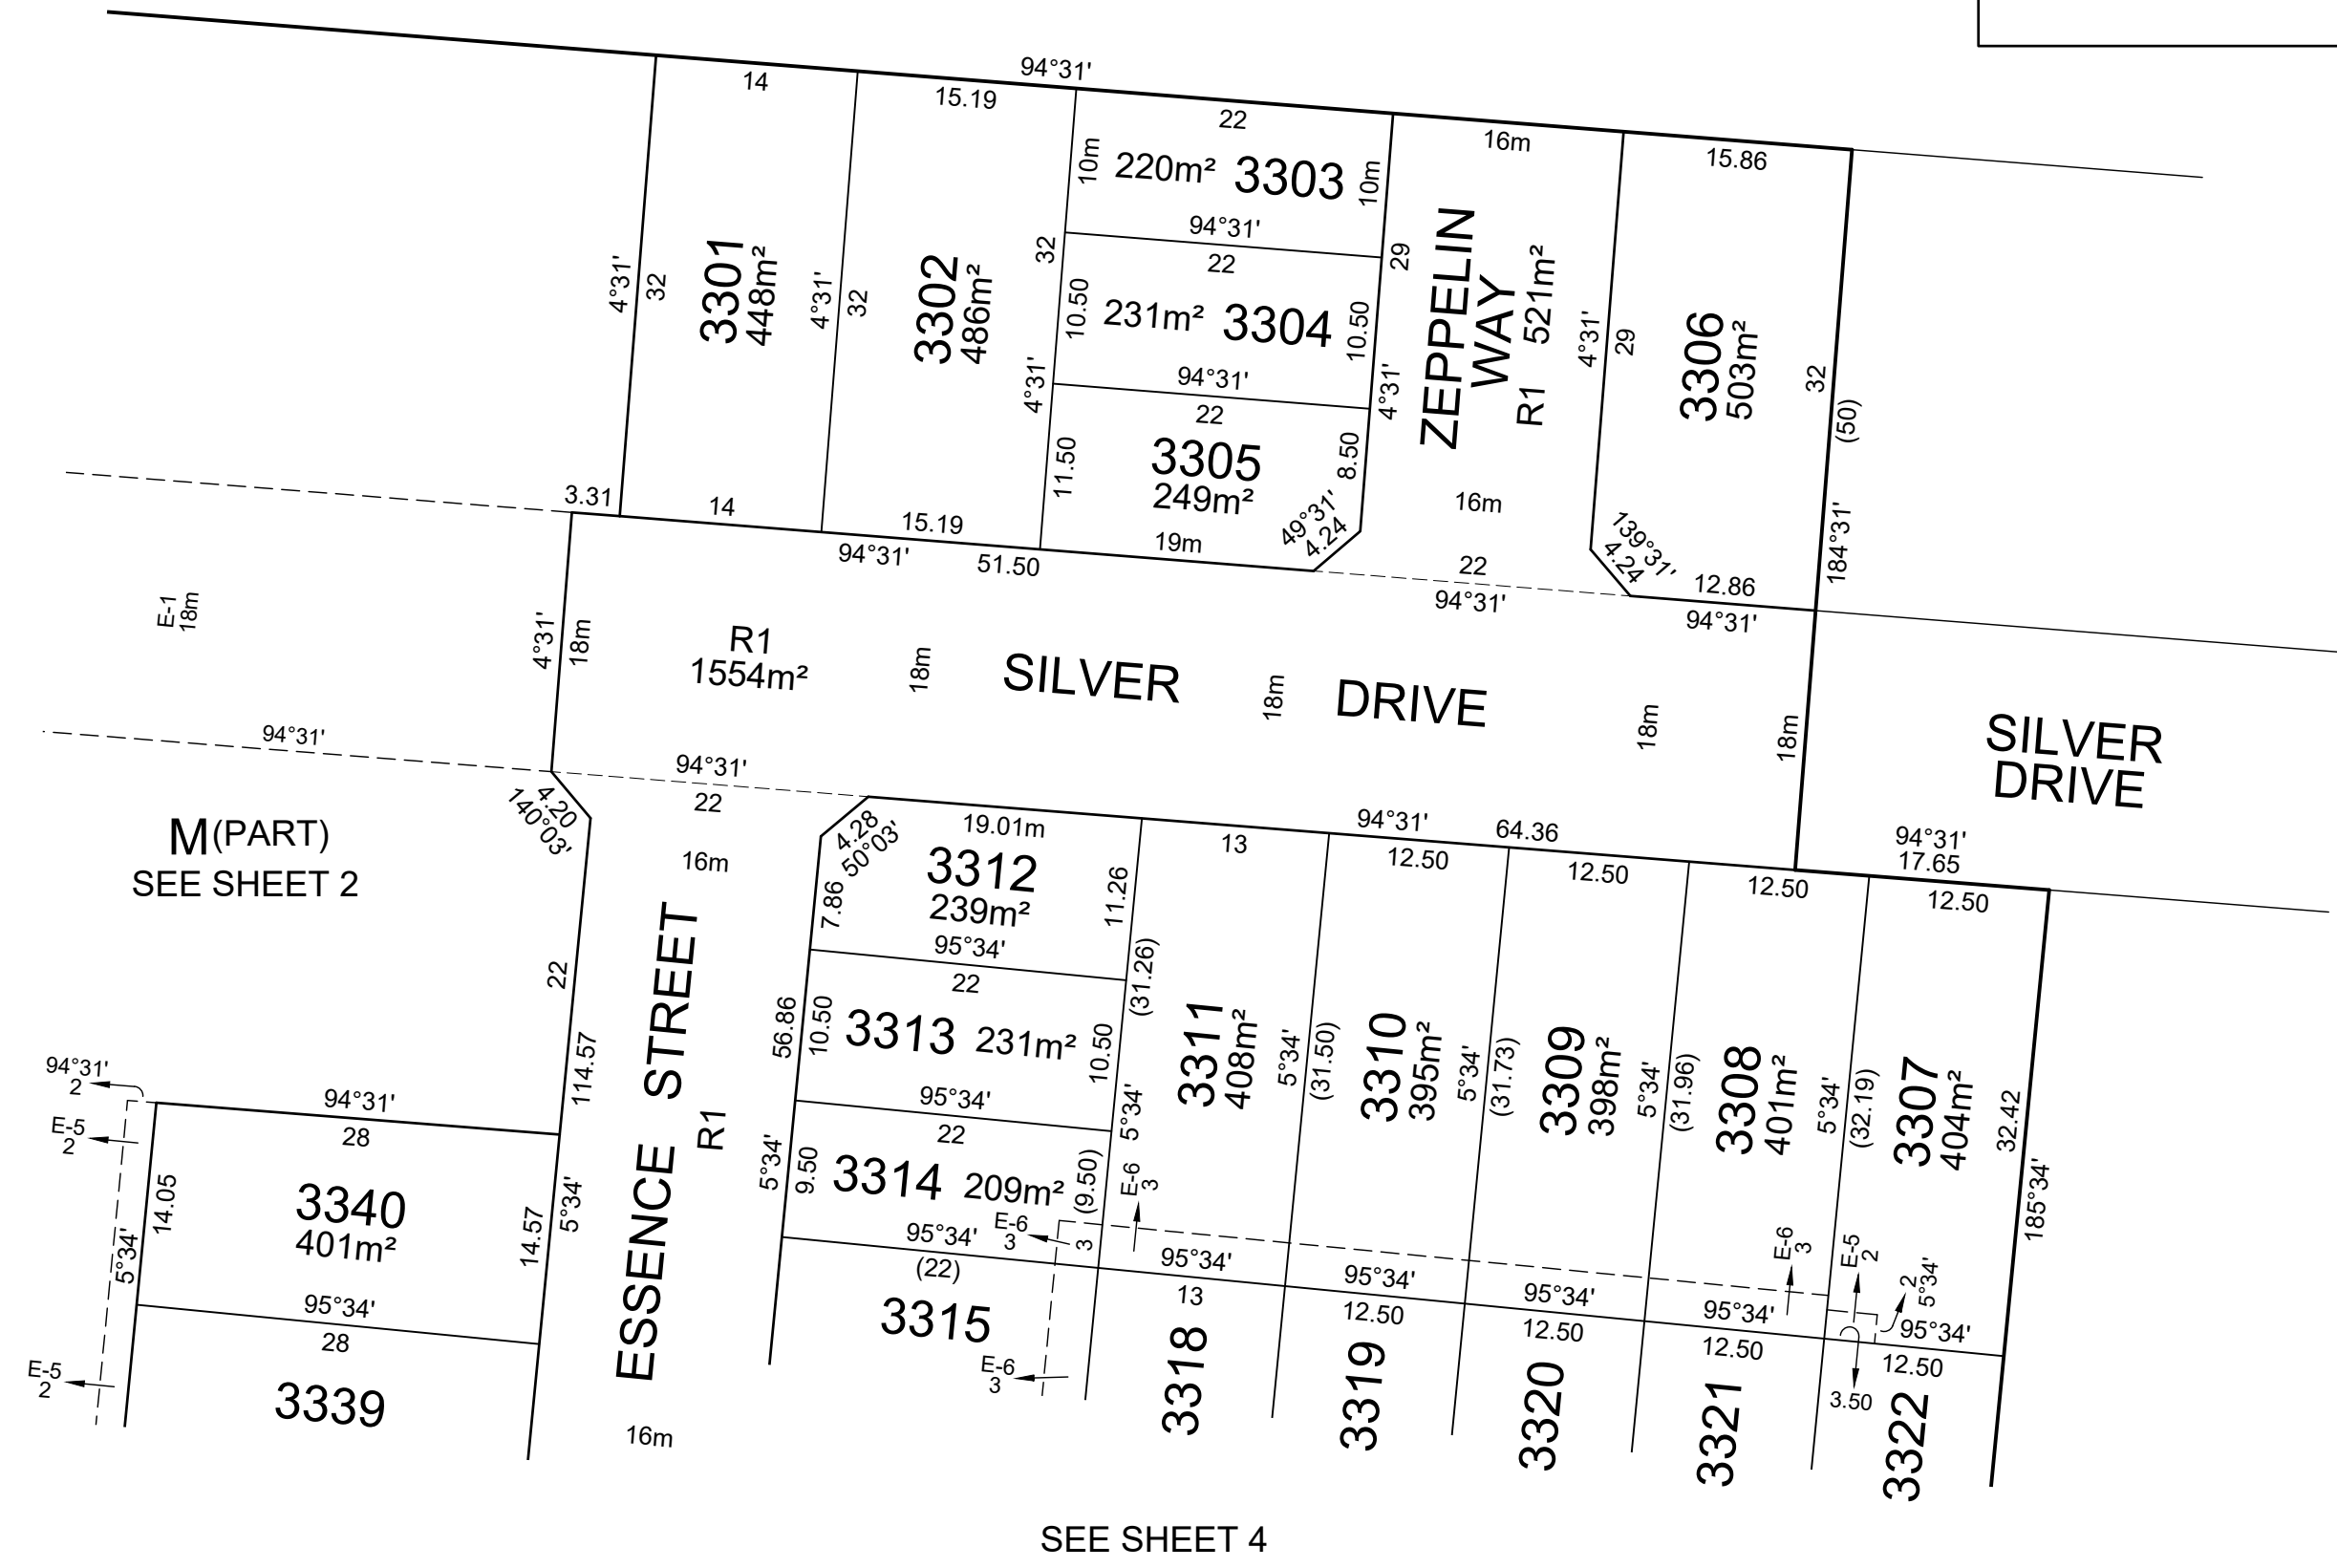 94°31'
14
15.19
22
16m
15.86
10m
220m²
3303
10m
94°31'
22
4°31'
32
3301
448m²
4°31'
32
3302
486m²
32
4°31'
10.50
231m²
3304
10.50
29
4°31'
94°31'
22
11.50
3305
249m²
8.50
49°31'
4.24
19m
ZEPPELIN
WAY
R1 521m²
16m
4°31'
29
3306
503m²
32
(50)
184°31'
139°31'
4.24
12.86
94°31'
22
94°31'
3.31
14
15.19
94°31'
51.50
E-1
18m
4°31'
18m
R1
1554m²
18m
SILVER
18m
DRIVE
18m
18m
SILVER
DRIVE
94°31'
94°31'
22
4.20
140°03'
M(PART)
SEE SHEET 2
16m
4.28
50°03'
19.01m
94°31'
64.36
94°31'
17.65
13
12.50
12.50
12.50
12.50
7.86
3312
239m²
11.26
95°34'
22
(31.26)
56.86
10.50
3313
231m²
10.50
95°34'
22
5°34'
5°34'
9.50
3314
209m²
(9.50)
95°34'
(22)
3315
E-6
3
3
E-6
3
E-6
3
3311
408m²
5°34'
(31.50)
3310
395m²
5°34'
(31.73)
3309
398m²
5°34'
(31.96)
3308
401m²
5°34'
(32.19)
3307
404m²
32.42
185°34'
E-6
3
E-5
2
2
5°34'
3.50
95°34'
13
95°34'
12.50
95°34'
12.50
95°34'
12.50
95°34'
12.50
3318
3319
3320
3321
3322
22
114.57
5°34'
ESSENCE STREET
R1
16m
94°31'
2
E-5
2
94°31'
28
14.05
5°34'
3340
401m²
14.57
95°34'
28
E-5
2
3339
SEE SHEET 4